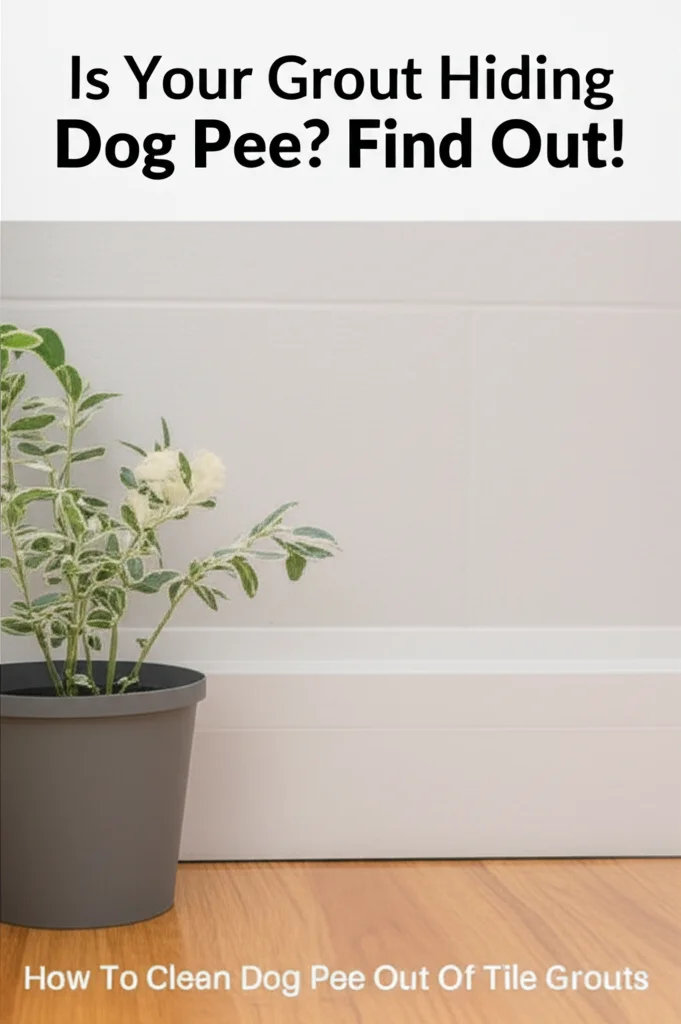 Is Your Grout Hiding
Dog Pee? Find Out!
How To Clean Dog Pee Out Of Tile Grouts